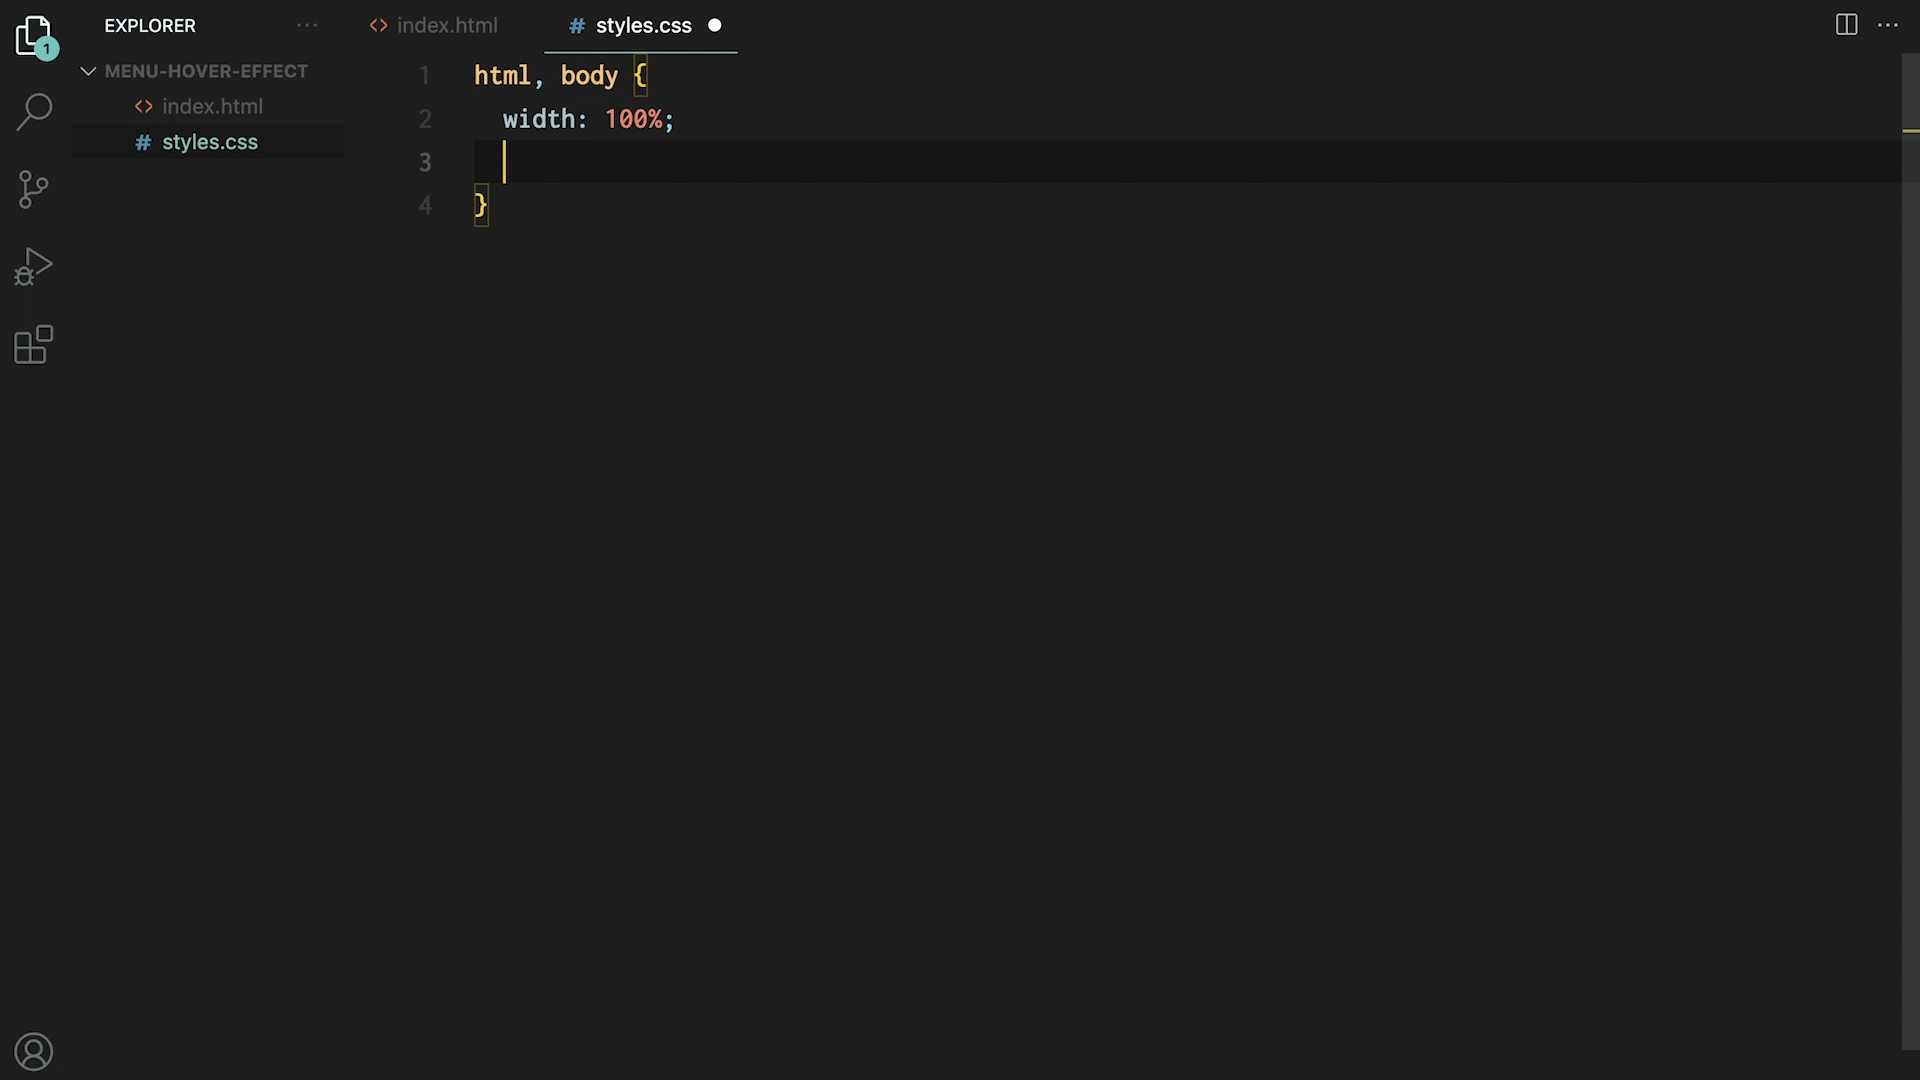 EXPLORER ··· <> index.html # styles.css ●
1
MENU-HOVER-EFFECT
<> index.html
# styles.css
1 html, body {
2 width: 100%;
3
4 }